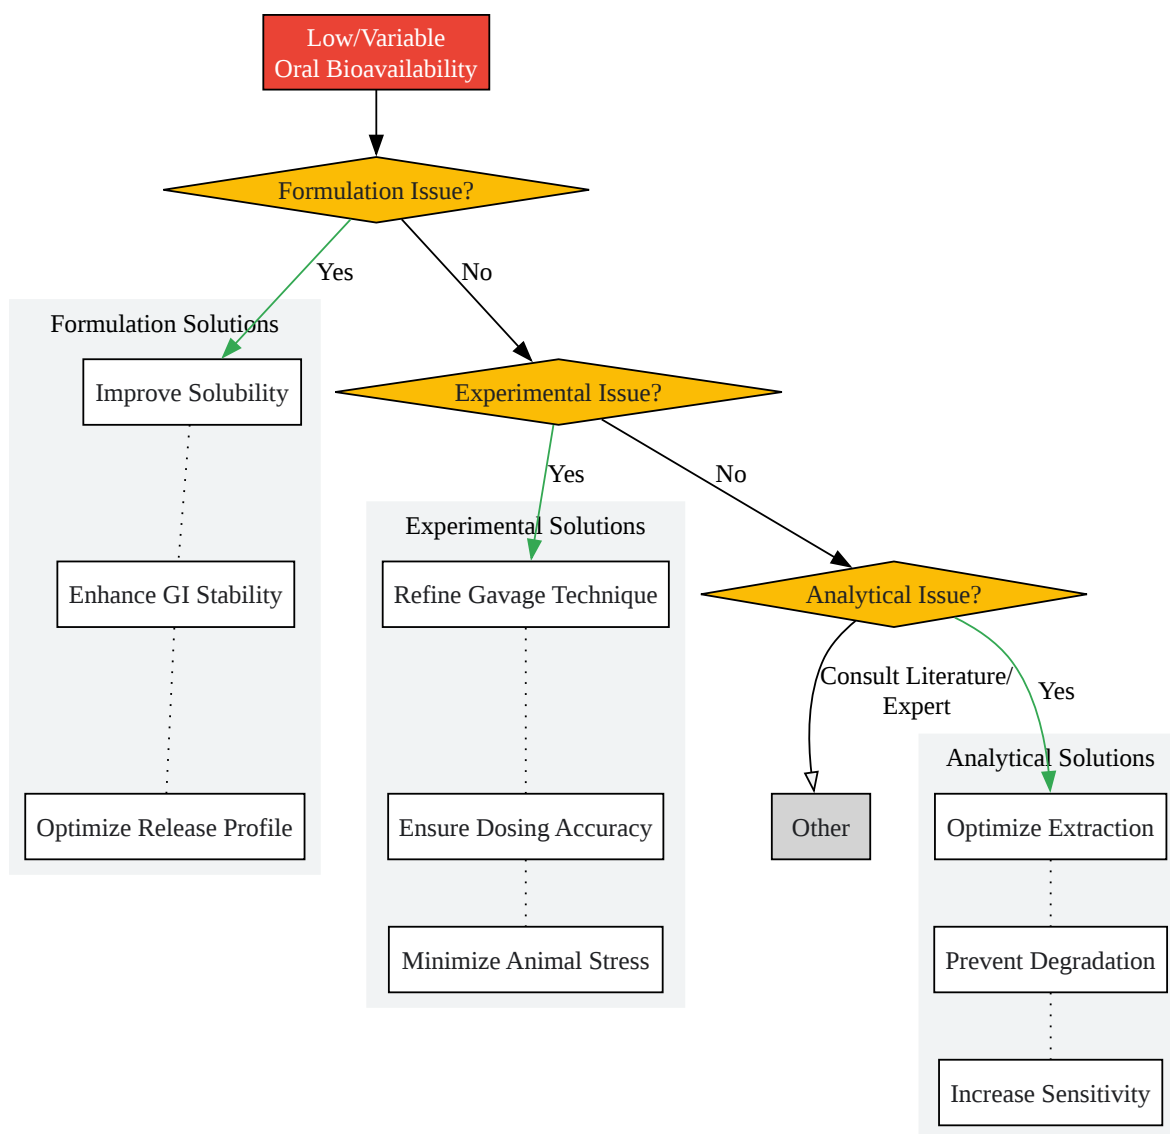 Low/Variable
Oral Bioavailability
Formulation Issue?
Yes
No
Formulation Solutions
Improve Solubility
Experimental Issue?
Yes
No
Experimental Solutions
Enhance GI Stability
Refine Gavage Technique
Analytical Issue?
Consult Literature/
Expert
Yes
Analytical Solutions
Optimize Release Profile
Ensure Dosing Accuracy
Other
Optimize Extraction
Minimize Animal Stress
Prevent Degradation
Increase Sensitivity